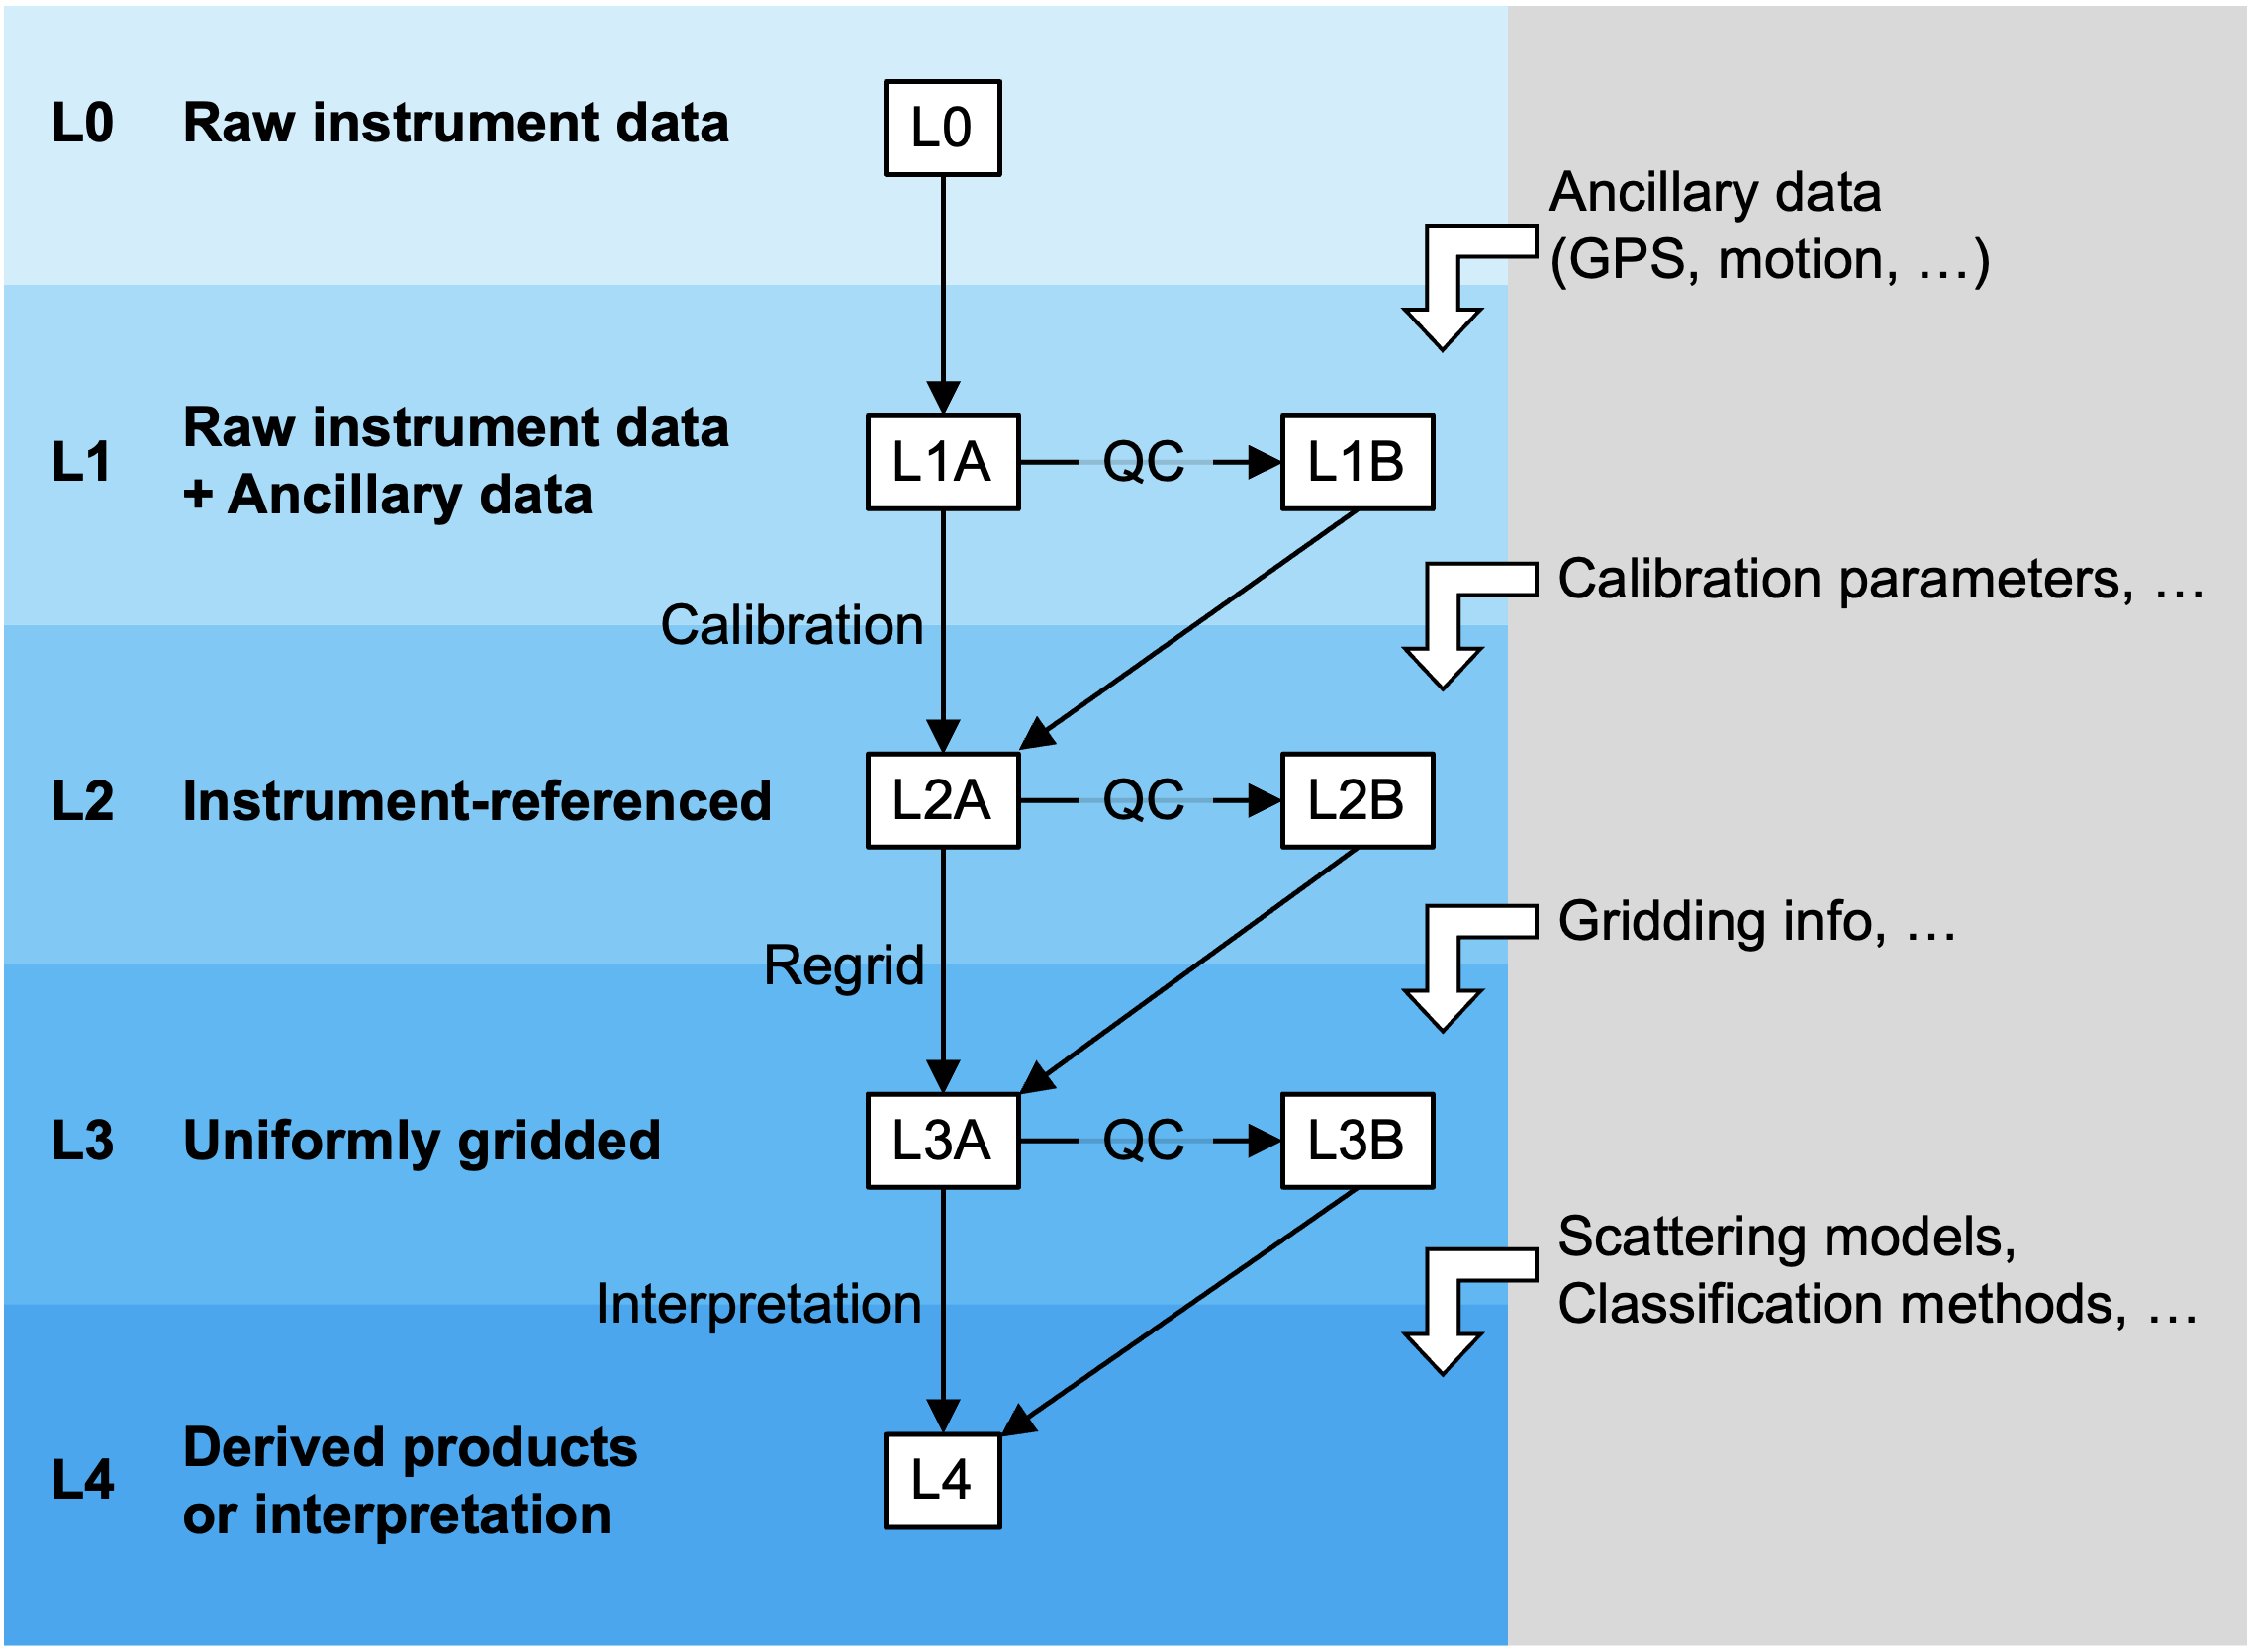 L0 Raw instrument data
L0
Ancillary data
(GPS, motion, …)
L1
Raw instrument data
+ Ancillary data
L1A
QC
L1B
Calibration
Calibration parameters, …
L2 Instrument-referenced
L2A
QC
L2B
Regrid
Gridding info, …
L3 Uniformly gridded
L3A
QC
L3B
Interpretation
Scattering models,
Classification methods, …
L4
Derived products
or interpretation
L4